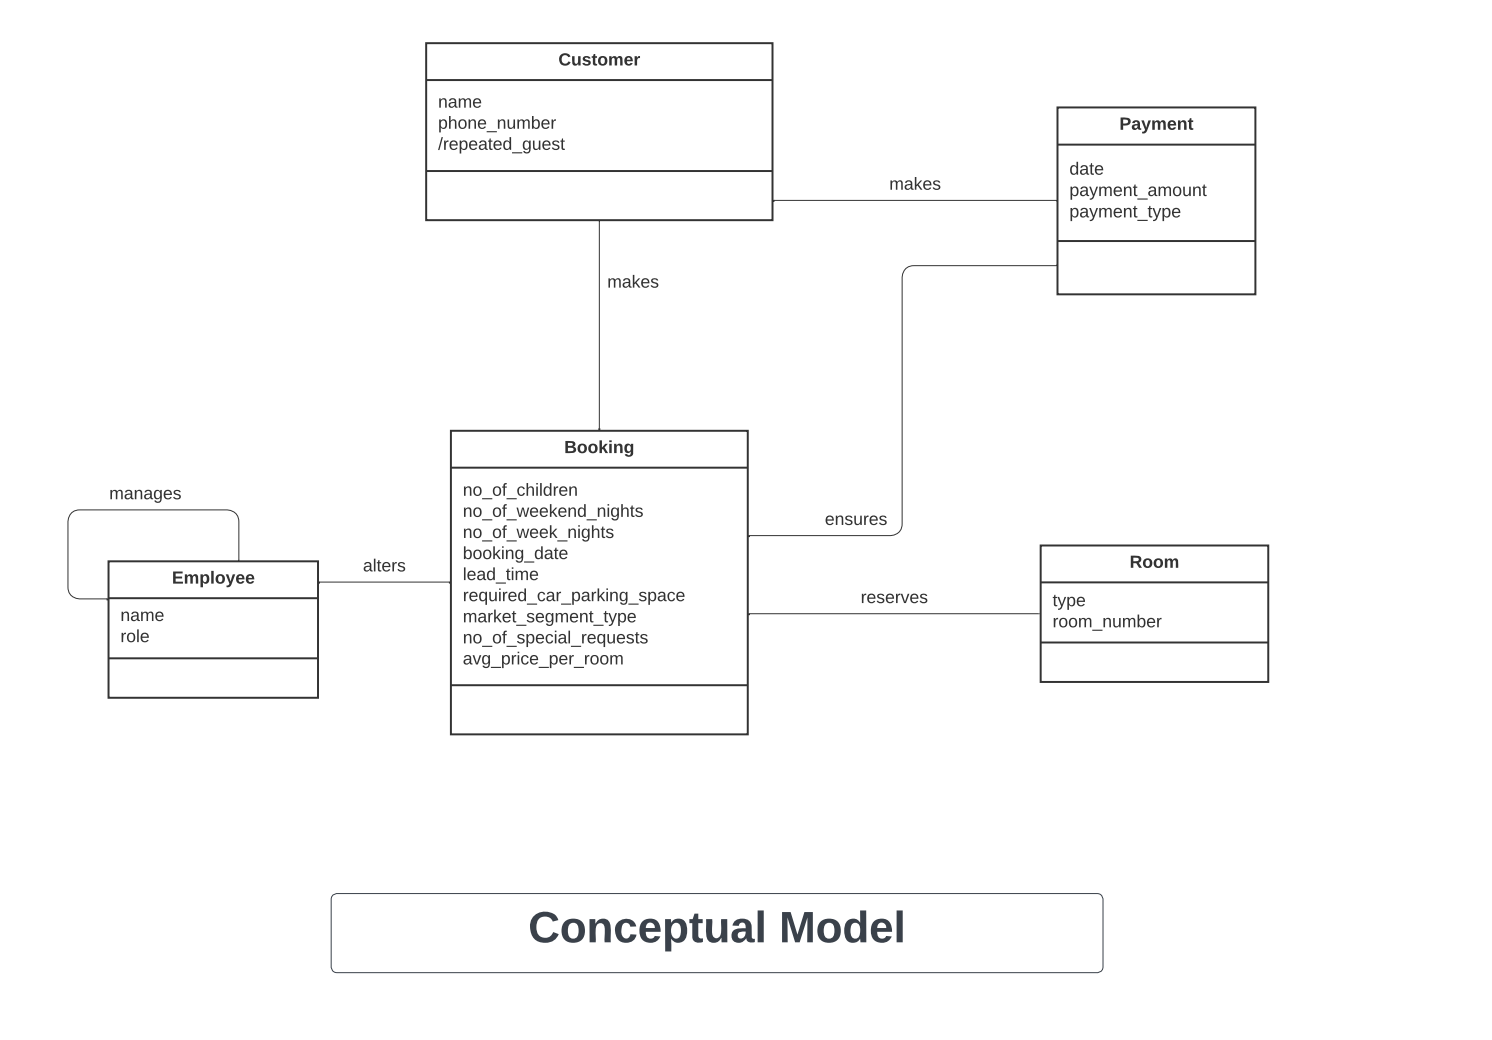 Customer
name
phone_number
/repeated_guest
Payment
date
payment_amount
payment_type
makes
makes
Booking
no_of_children
no_of_weekend_nights
no_of_week_nights
booking_date
lead_time
required_car_parking_space
market_segment_type
no_of_special_requests
avg_price_per_room
manages
Employee
name
role
alters
ensures
reserves
Room
type
room_number
Conceptual Model